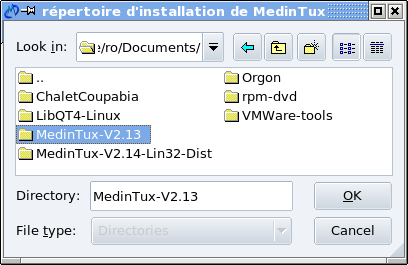 répertoire d'installation de MedinTux
Look in: :/ro/Documents/
..
Orgon
ChaletCoupabia
rpm-dvd
LibQT4-Linux
VMWare-tools
MedinTux-V2.13
MedinTux-V2.14-Lin32-Dist
Directory: MedinTux-V2.13 OK
File type: Directories Cancel